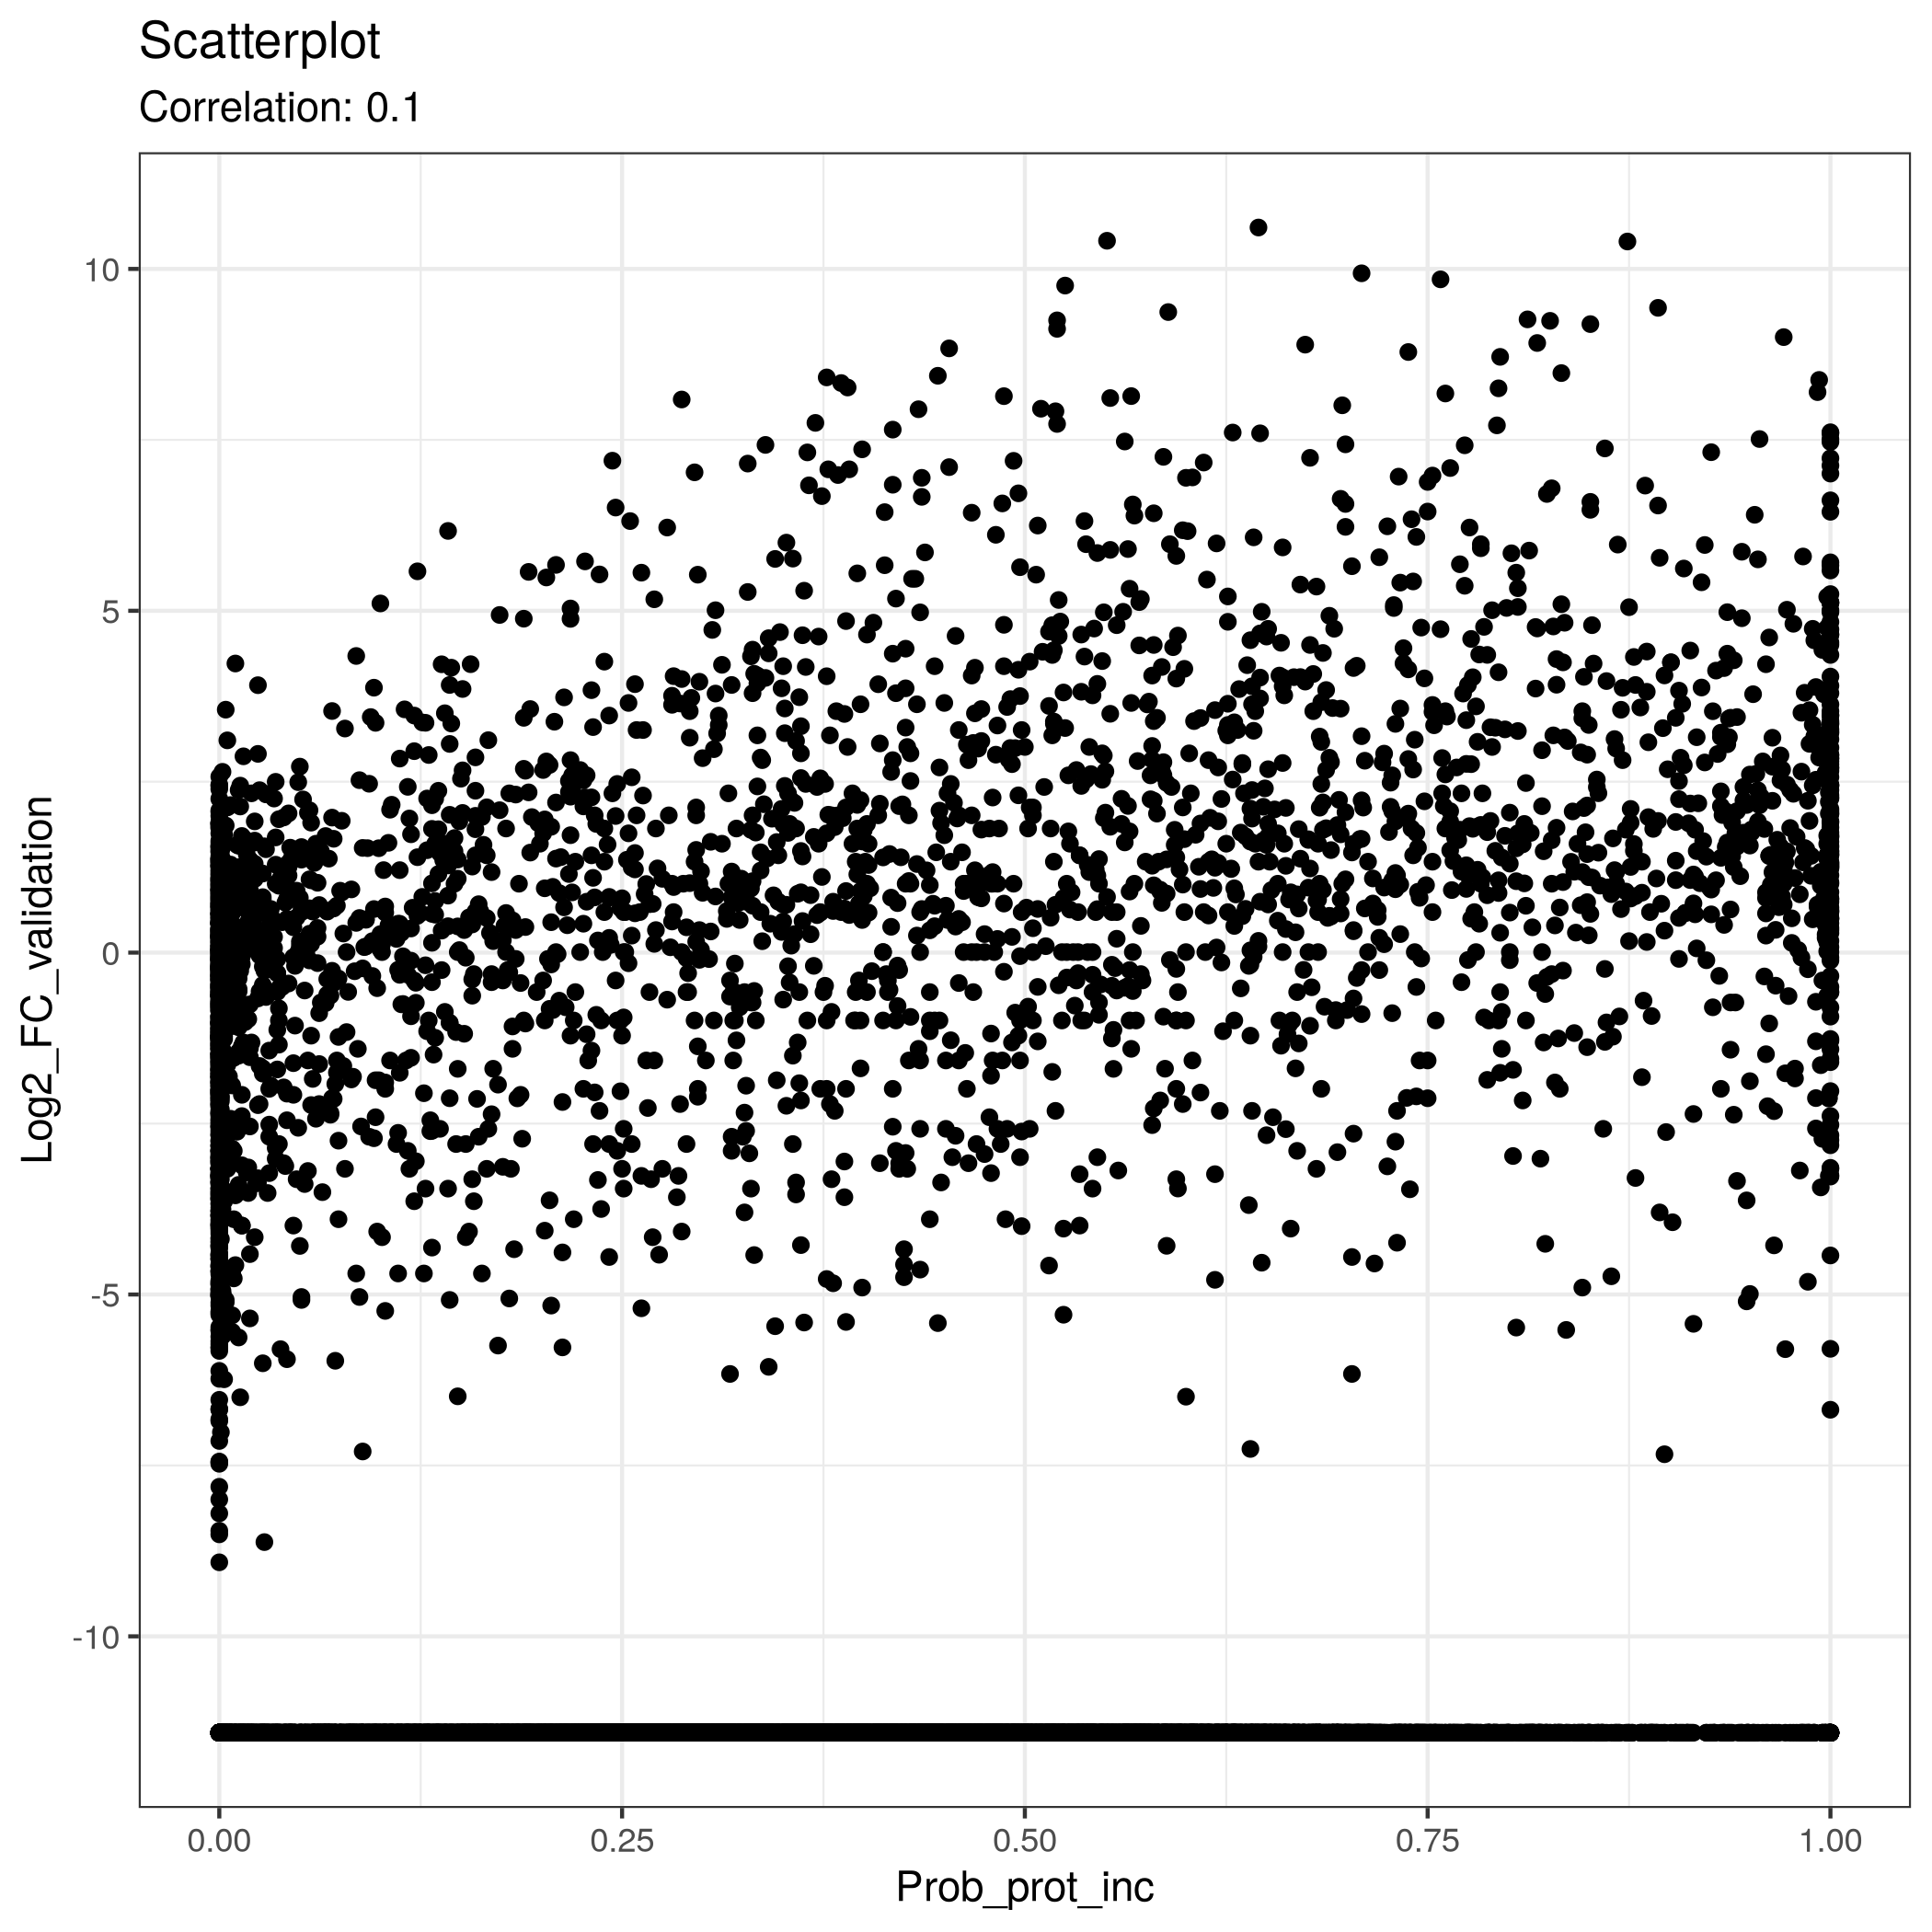 Scatterplot
Correlation: 0.1
10
5
0
-5
-10
Log2_FC_validation
0.00 0.25 0.50 0.75 1.00
Prob_prot_inc